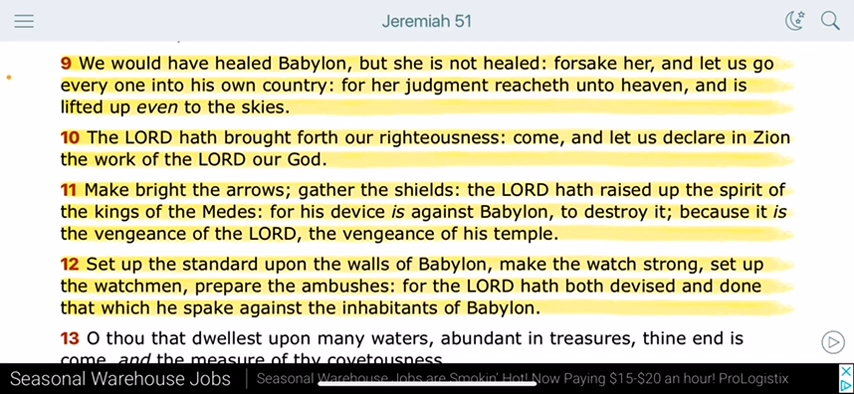 Jeremiah 51
9 We would have healed Babylon, but she is not healed: forsake her, and let us go
every one into his own country: for her judgment reacheth unto heaven, and is
lifted up even to the skies.
10 The LORD hath brought forth our righteousness: come, and let us declare in Zion
the work of the LORD our God.
11 Make bright the arrows; gather the shields: the LORD hath raised up the spirit of
the kings of the Medes: for his device is against Babylon, to destroy it; because it is
the vengeance of the LORD, the vengeance of his temple.
12 Set up the standard upon the walls of Babylon, make the watch strong, set up
the watchmen, prepare the ambushes: for the LORD hath both devised and done
that which he spake against the inhabitants of Babylon.
13 O thou that dwellest upon many waters, abundant in treasures, thine end is
come, and the measure of thy covetousness
Seasonal Warehouse Jobs Seasonal Warehouse Jobs are Smokin' Hot! Now Paying $15-$20 an hour! ProLogistix